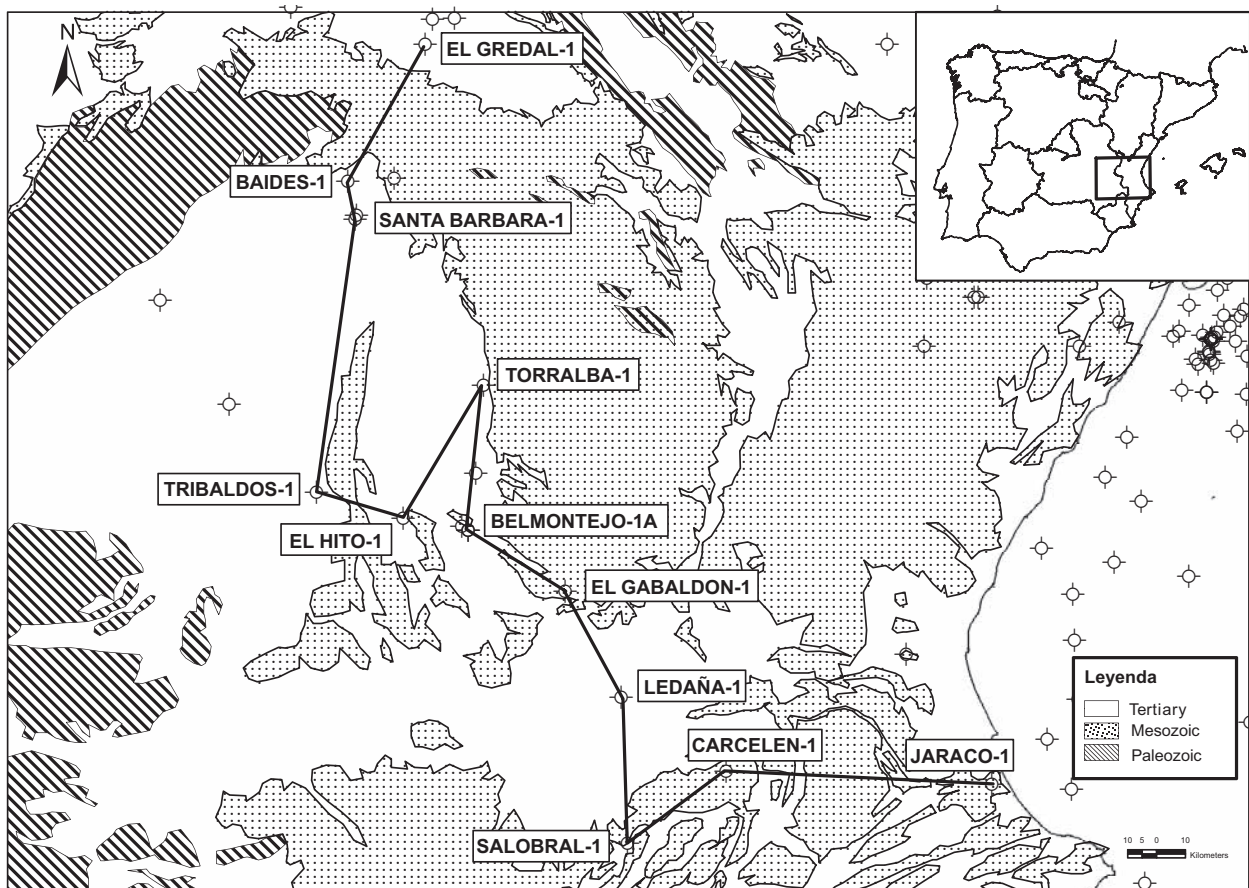 N
EL GREDAL-1
BAIDES-1
SANTA BARBARA-1
TORRALBA-1
TRIBALDOS-1
EL HITO-1
BELMONTEJO-1A
EL GABALDON-1
LEDAÑA-1
CARCELEN-1
JARACO-1
SALOBRAL-1
Leyenda
Tertiary
Mesozoic
Paleozoic
10 5 0 10
Kilometers